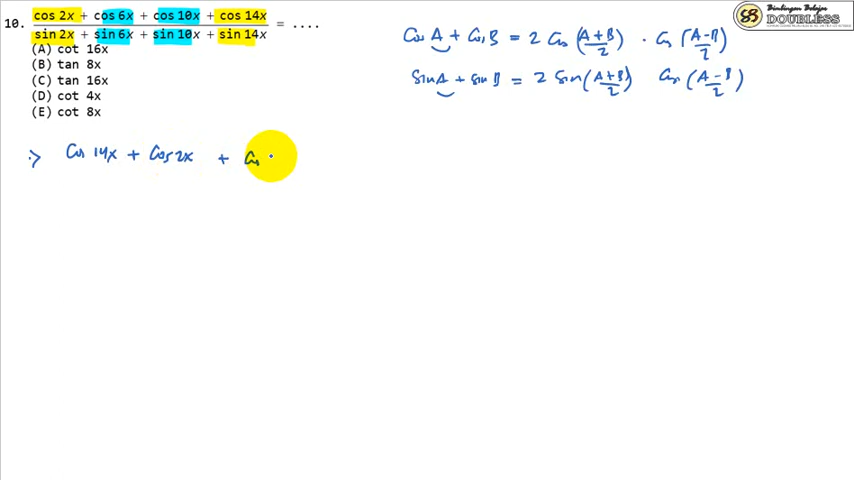 10. cos 2x + cos 6x + cos 10x + cos 14x / sin 2x + sin 6x + sin 10x + sin 14x = ....
(A) cot 16x
(B) tan 8x
(C) tan 16x
(D) cot 4x
(E) cot 8x
Cos A + Cos B = 2 Cos (A+B/2) . Cos (A-B/2)
Sin A + Sin B = 2 Sin (A+B/2) Cos (A-B/2)
=> Cos 14x + Cos 2x + Cos
Bimbingan Belajar
DOUBLESS